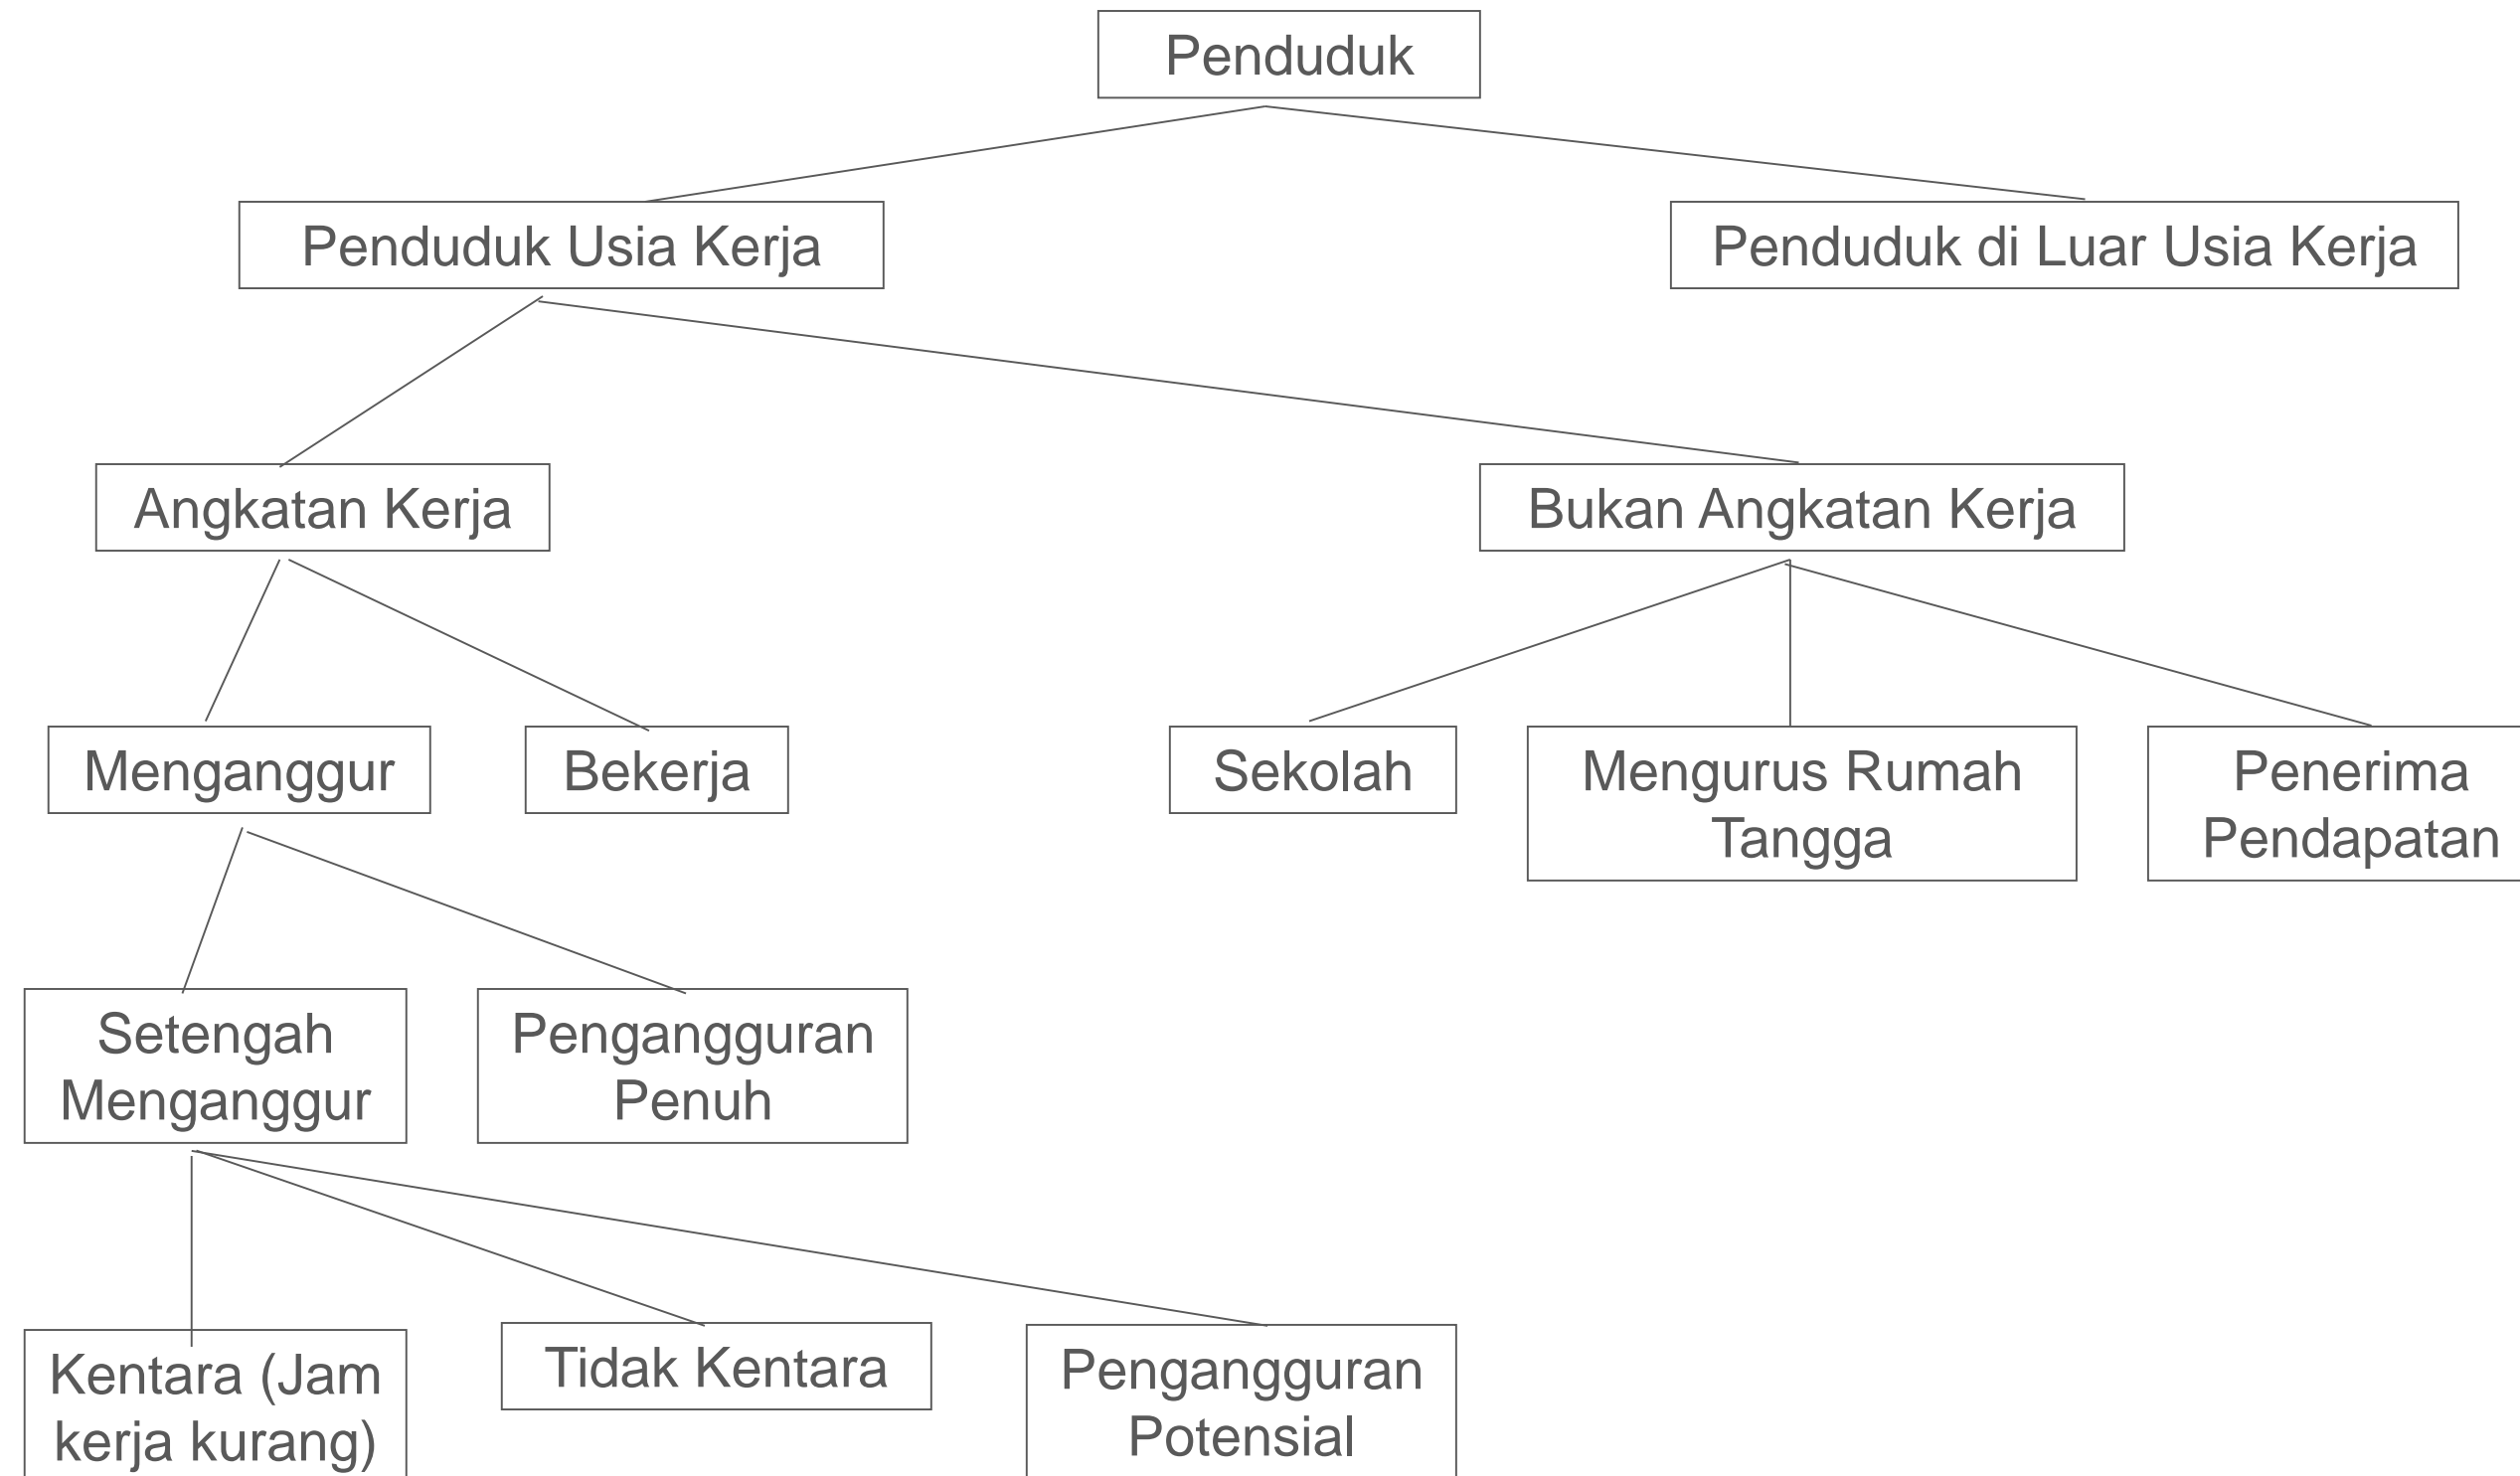 Penduduk
Penduduk Usia Kerja
Penduduk di Luar Usia Kerja
Angkatan Kerja
Bukan Angkatan Kerja
Menganggur
Bekerja
Sekolah
Mengurus Rumah
Tangga
Penerima
Pendapatan
Setengah
Menganggur
Pengangguran
Penuh
Kentara (Jam
kerja kurang)
Tidak Kentara
Pengangguran
Potensial